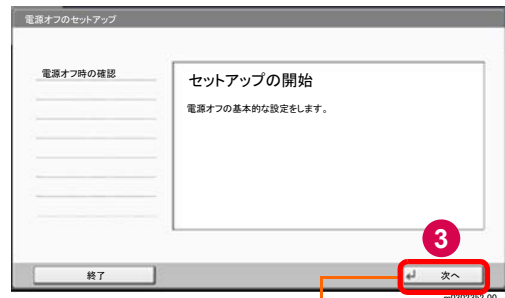 電源オフのセットアップ
電源オフ時の確認
セットアップの開始
電源オフの基本的な設定をします。
3
終了
次へ